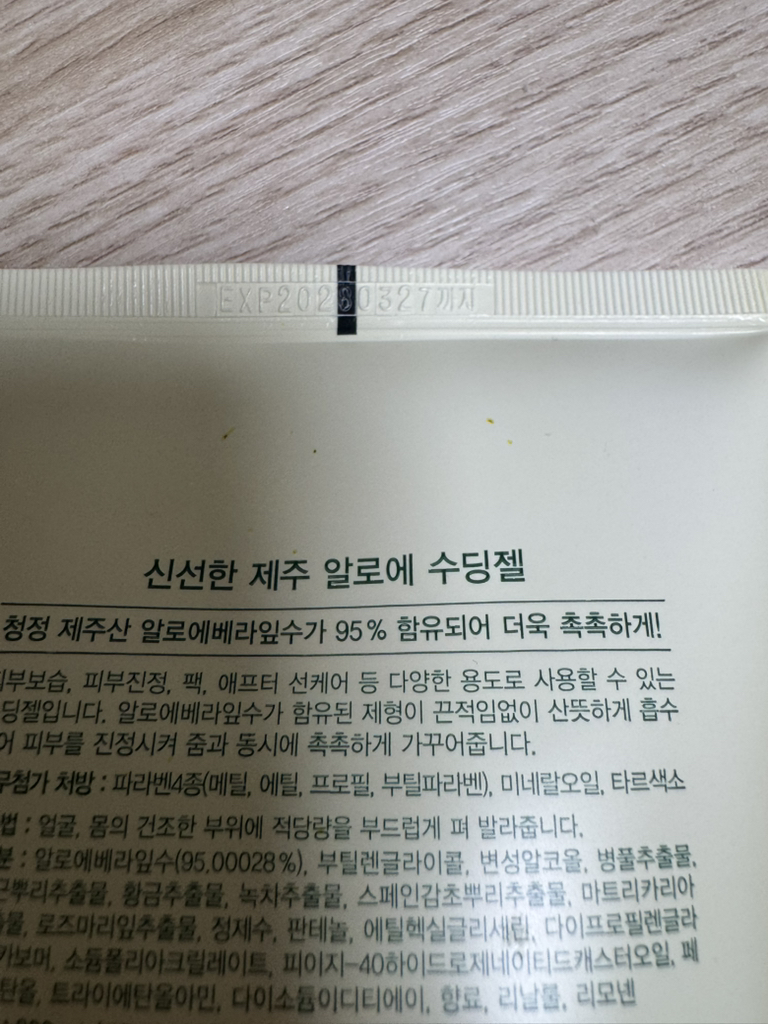 신선한 제주 알로에 수딩젤
청정 제주산 알로에베라잎수가 95% 함유되어 더욱 촉촉하게!
피부보습, 피부진정, 팩, 애프터 선케어 등 다양한 용도로 사용할 수 있는
딩젤입니다. 알로에베라잎수가 함유된 제형이 끈적임없이 산뜻하게 흡수
어 피부를 진정시켜 줌과 동시에 촉촉하게 가꾸어줍니다.
무첨가 처방 : 파라벤4종(메틸, 에틸, 프로필, 부틸파라벤), 미네랄오일, 타르색소
법 : 얼굴, 몸의 건조한 부위에 적당량을 부드럽게 펴 발라줍니다.
분 : 알로에베라잎수(95.00028%), 부틸렌글라이콜, 변성알코올, 병풀추출물,
근뿌리추출물, 황금추출물, 녹차추출물, 스페인감초뿌리추출물, 마트리카리아
출물, 로즈마리잎추출물, 정제수, 판테놀, 에틸헥실글리세린, 다이프로필렌글라
카보머, 소듐폴리아크릴레이트, 피이지-40하이드로제네이티드캐스터오일, 페
탄올, 트라이에탄올아민, 다이소듐이디티에이, 향료, 리날룰, 리모넨